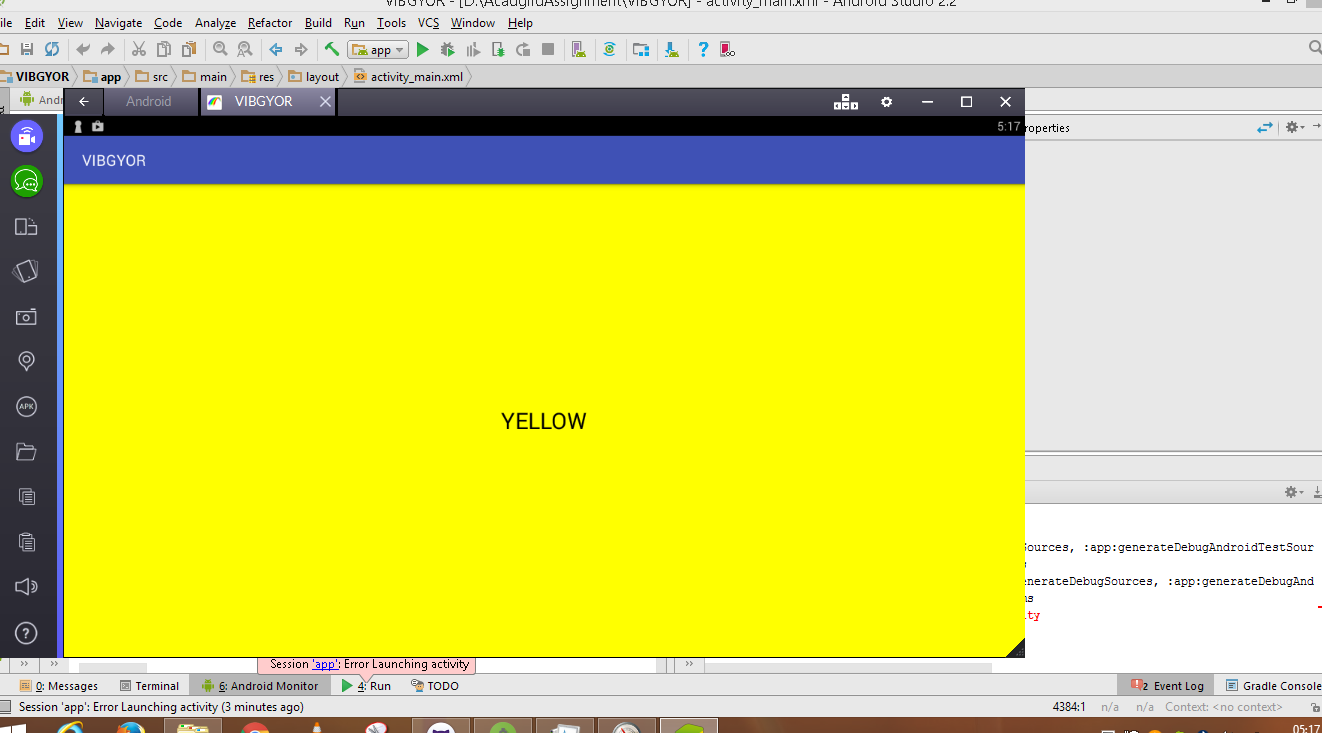 VIBGYOR - [D:\AcadgildAssignment\VIBGYOR] - activity_main.xml - Android Studio 2.2
ile Edit View Navigate Code Analyze Refactor Build Run Tools VCS Window Help
app
VIBGYOR app src main res layout activity_main.xml
Andr
Android VIBGYOR
5:17
roperties
VIBGYOR
YELLOW
APK
Sources, :app:generateDebugAndroidTestSour
enerateDebugSources, :app:generateDebugAnd
ity
Session 'app': Error Launching activity
0: Messages Terminal 6: Android Monitor 4: Run TODO 2 Event Log Gradle Console
Session 'app': Error Launching activity (3 minutes ago) 4384:1 n/a n/a Context: <no context>
05:17